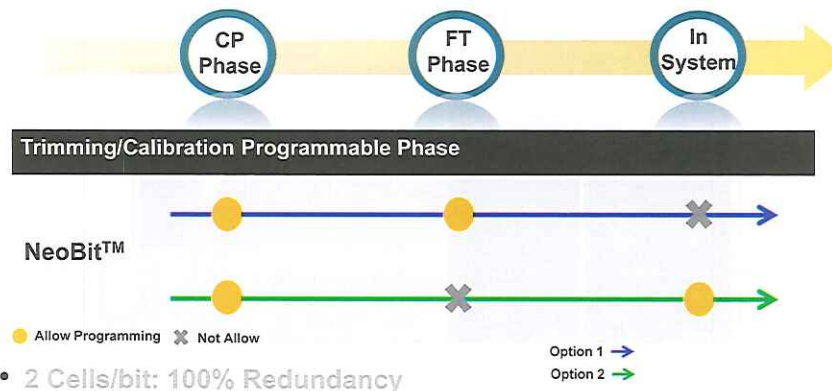 CP
Phase
FT
Phase
In
System
Trimming/Calibration Programmable Phase
NeoBit™
Allow Programming
Not Allow
Option 1
Option 2
• 2 Cells/bit: 100% Redundancy